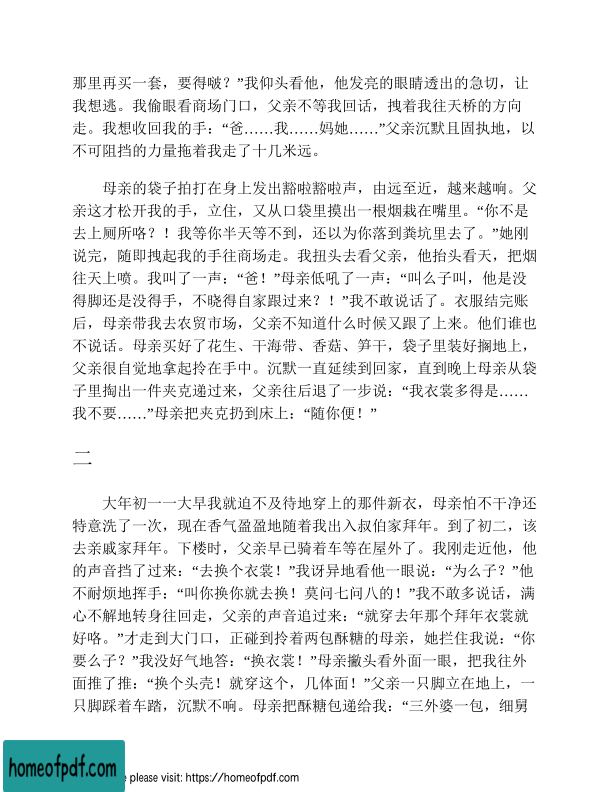 那里再买一套，要得啵？”我仰头看他，他发亮的眼睛透出的急切，让
我想逃。我偷眼看商场门口，父亲不等我回话，拽着我往天桥的方向
走。我想收回我的手：“爸……我……妈她……”父亲沉默且固执地，以
不可阻挡的力量拖着我走了十几米远。
母亲的袋子拍打在身上发出豁啦豁啦声，由远至近，越来越响。父
亲这才松开我的手，立住，又从口袋里摸出一根烟栽在嘴里。“你不是
去上厕所咯？！我等你半天等不到，还以为你落到粪坑里去了。”她刚
说完，随即拽起我的手往商场走。我扭头去看父亲，他抬头看天，把烟
往天上喷。我叫了一声：“爸！”母亲低吼了一声：“叫么子叫，他是没
得脚还是没得手，不晓得自家跟过来？！”我不敢说话了。衣服结完账
后，母亲带我去农贸市场，父亲不知道什么时候又跟了上来。他们谁也
不说话。母亲买好了花生、干海带、香菇、笋干，袋子里装好搁地上，
父亲很自觉地拿起拎在手中。沉默一直延续到回家，直到晚上母亲从袋
子里掏出一件夹克递过来，父亲往后退了一步说：“我衣裳多得是……
我不要……”母亲把夹克扔到床上：“随你便！”
二
大年初一一大早我就迫不及待地穿上的那件新衣，母亲怕不干净还
特意洗了一次，现在香气盈盈地随着我出入叔伯家拜年。到了初二，该
去亲戚家拜年。下楼时，父亲早已骑着车等在屋外了。我刚走近他，他
的声音挡了过来：“去换个衣裳！”我讶异地看他一眼说：“为么子？”他
不耐烦地挥手：“叫你换你就去换！莫问七问八的！”我不敢多说话，满
心不解地转身往回走，父亲的声音追过来：“就穿去年那个拜年衣裳就
好咯。”才走到大门口，正碰到拎着两包酥糖的母亲，她拦住我说：“你
要么子？”我没好气地答：“换衣裳！”母亲撇头看外面一眼，把我往外
面推了推：“换个头壳！就穿这个，几体面！”父亲一只脚立在地上，一
只脚踩着车踏，沉默不响。母亲把酥糖包递给我：“三外婆一包，细舅
homeofpdf.com
e please visit: https://homeofpdf.com